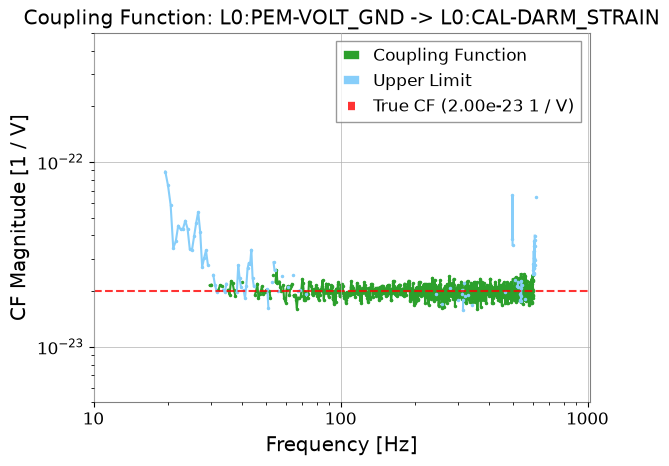 Coupling Function: L0:PEM-VOLT_GND -> L0:CAL-DARM_STRAIN
Coupling Function
Upper Limit
True CF (2.00e-23 1 / V)
CF Magnitude [1 / V]
10⁻²²
10⁻²³
10
100
1000
Frequency [Hz]